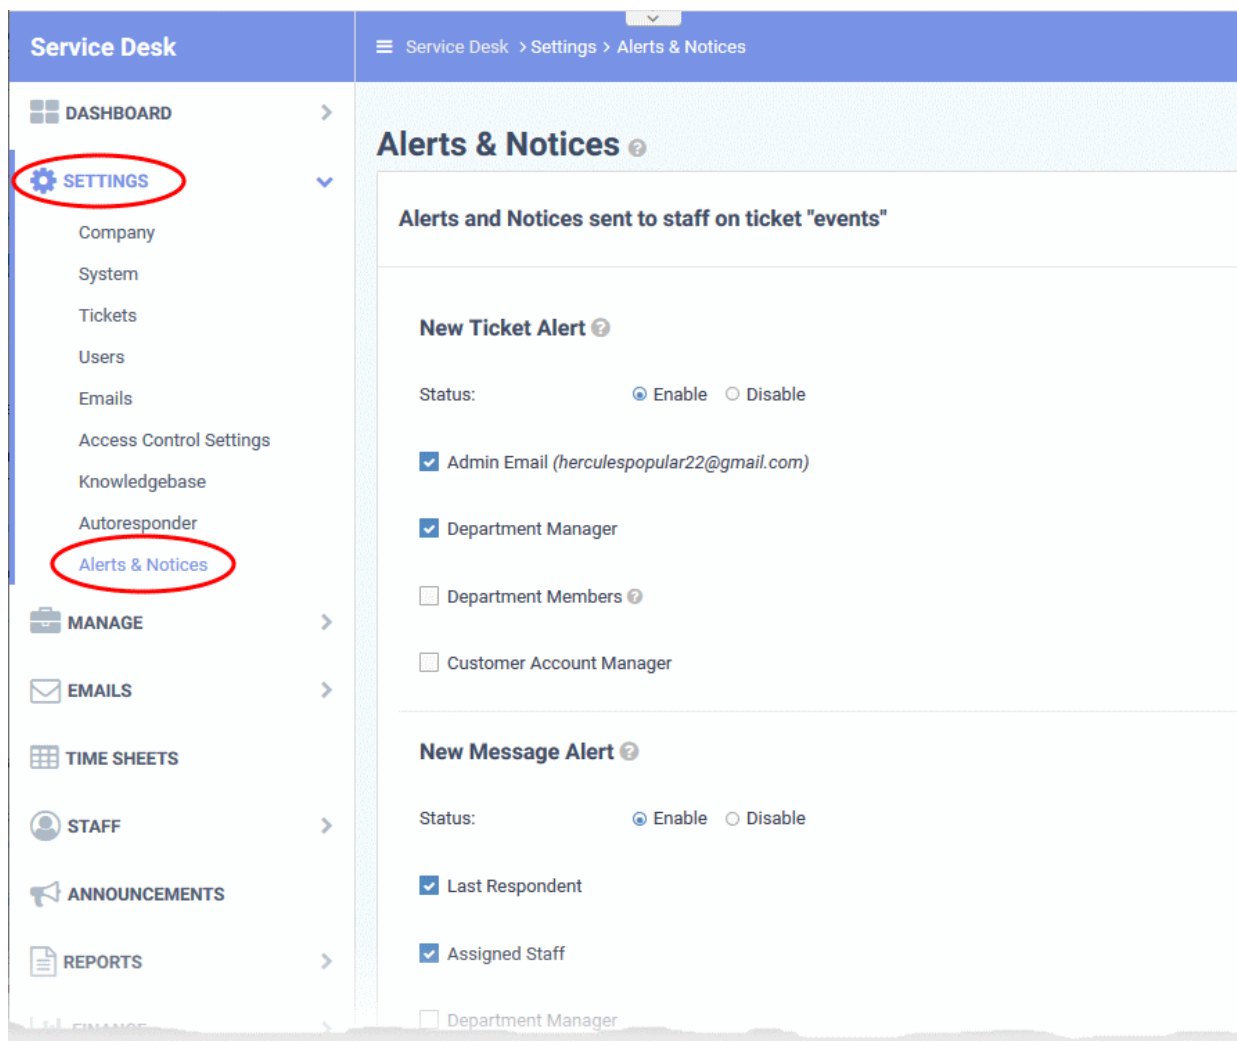 Service Desk
Service Desk > Settings > Alerts & Notices
DASHBOARD
SETTINGS
Company
System
Tickets
Users
Emails
Access Control Settings
Knowledgebase
Autoresponder
Alerts & Notices
MANAGE
EMAILS
TIME SHEETS
STAFF
ANNOUNCEMENTS
REPORTS
FINANCE
Alerts & Notices
Alerts and Notices sent to staff on ticket "events"
New Ticket Alert
Status: Enable Disable
Admin Email (herculespopular22@gmail.com)
Department Manager
Department Members
Customer Account Manager
New Message Alert
Status: Enable Disable
Last Respondent
Assigned Staff
Department Manager